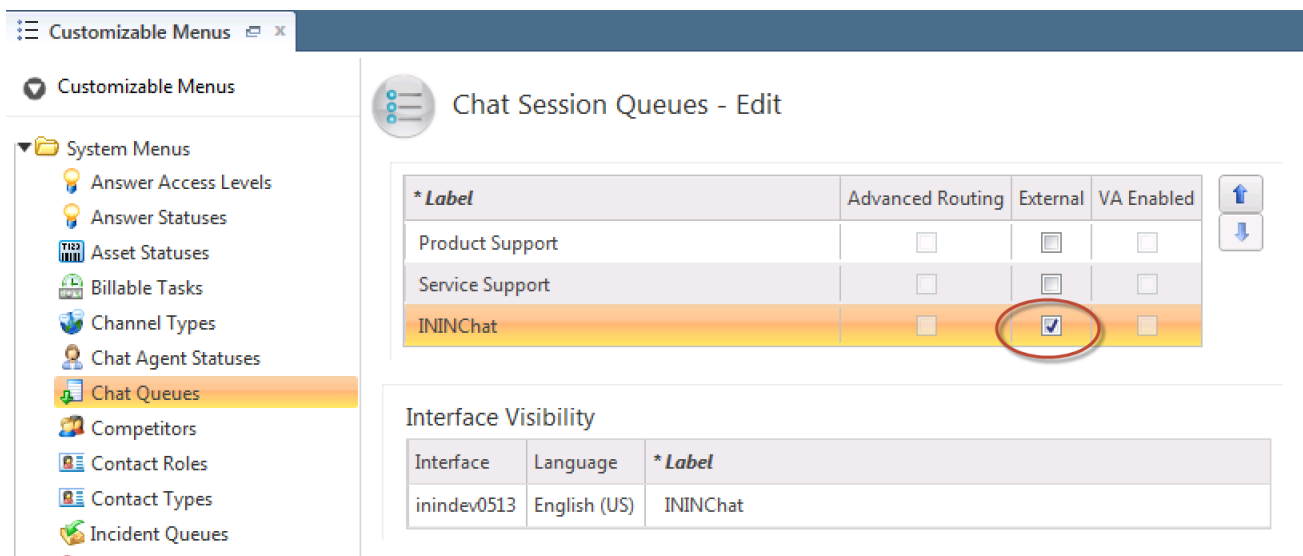 Customizable Menus
Customizable Menus
System Menus
Answer Access Levels
Answer Statuses
Asset Statuses
Billable Tasks
Channel Types
Chat Agent Statuses
Chat Queues
Competitors
Contact Roles
Contact Types
Incident Queues
Chat Session Queues - Edit
* Label Advanced Routing External VA Enabled
Product Support
Service Support
ININChat
Interface Visibility
Interface Language * Label
inindev0513 English (US) ININChat